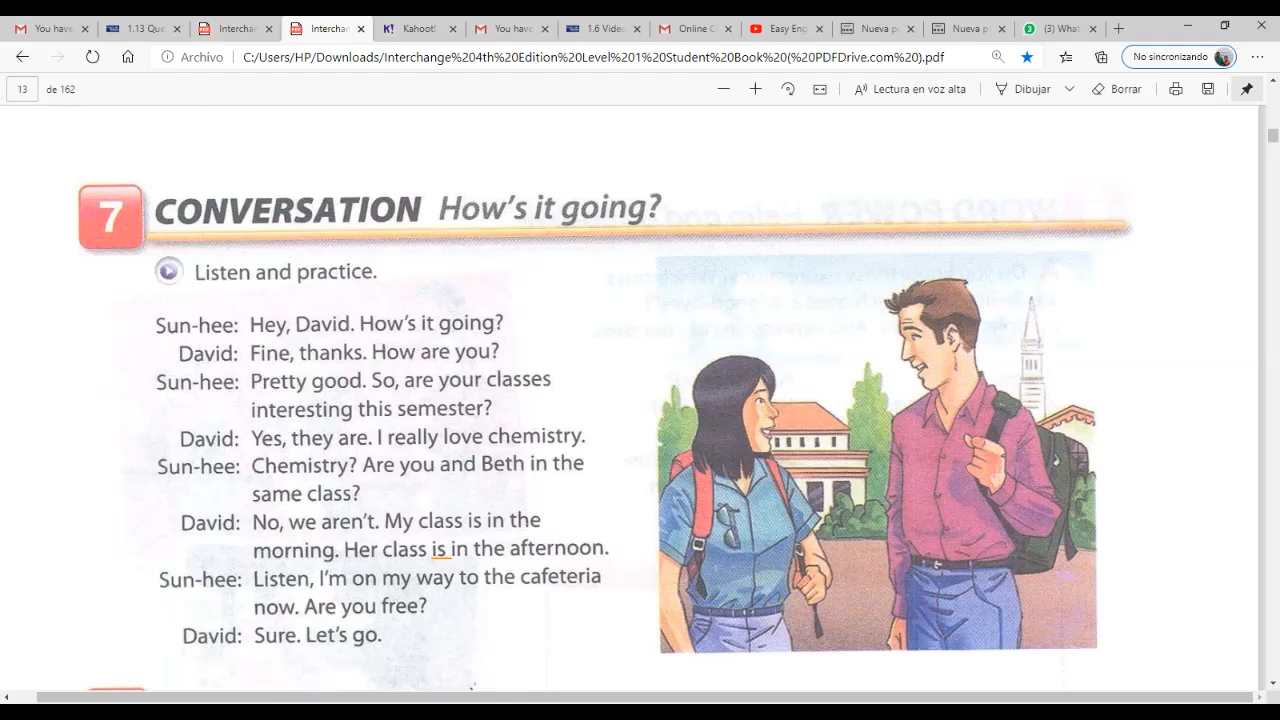 You have
1.13 Que
Interchar
Interchar
Kahoot!
You have
1.6 Video
Online C
Easy Eng
Nueva p
Nueva p
(3) What
Archivo
C:/Users/HP/Downloads/Interchange%204th%20Edition%20Level%201%20Student%20Book%20(%20PDFDrive.com%20).pdf
No sincronizando
13 de 162
Lectura en voz alta
Dibujar
Borrar
7 CONVERSATION How's it going?
Listen and practice.
Sun-hee: Hey, David. How's it going?
David: Fine, thanks. How are you?
Sun-hee: Pretty good. So, are your classes
interesting this semester?
David: Yes, they are. I really love chemistry.
Sun-hee: Chemistry? Are you and Beth in the
same class?
David: No, we aren't. My class is in the
morning. Her class is in the afternoon.
Sun-hee: Listen, I'm on my way to the cafeteria
now. Are you free?
David: Sure. Let's go.